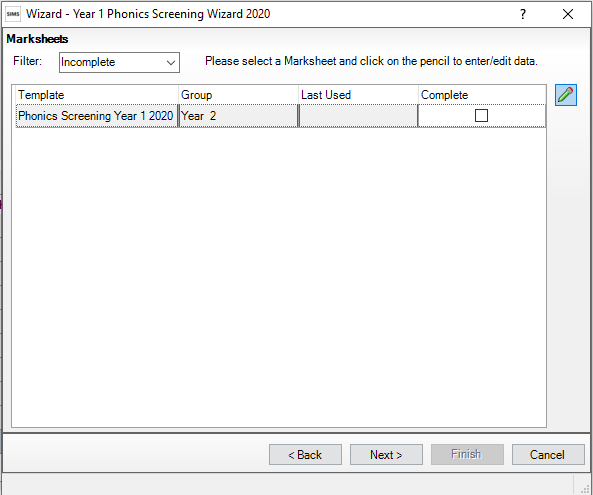 SIMS Wizard - Year 1 Phonics Screening Wizard 2020 ?
Marksheets
Filter: Incomplete Please select a Marksheet and click on the pencil to enter/edit data.
Template Group Last Used Complete
Phonics Screening Year 1 2020 Year 2
< Back Next > Finish Cancel